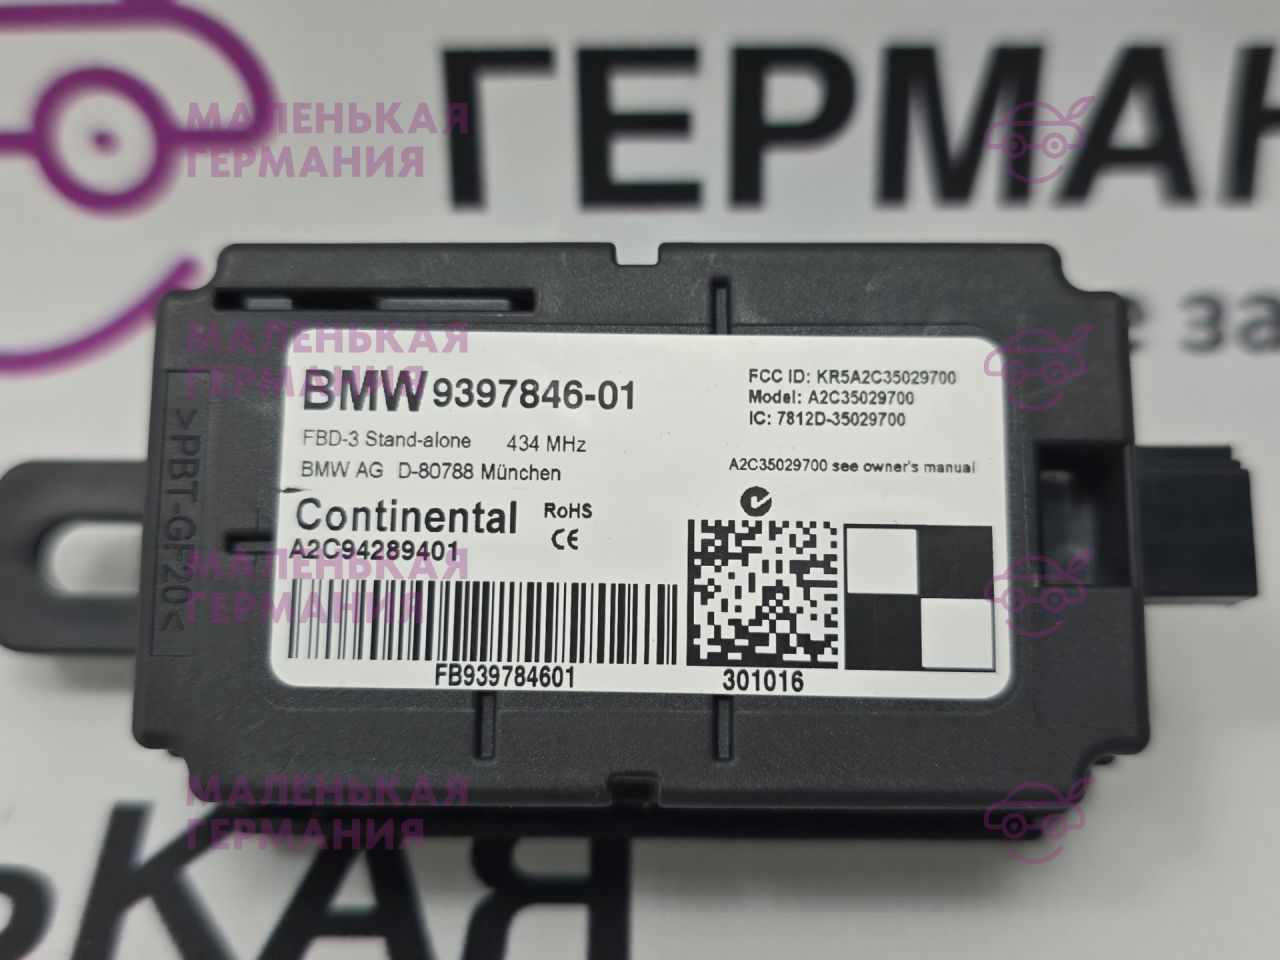 ГЕРМАН
е за
МАЛЕНЬКАЯ
ГЕРМАНИЯ
BMW 9397846-01
FBD-3 Stand-alone 434 MHz
BMW AG D-80788 München
FCC ID: KR5A2C35029700
Model: A2C35029700
IC: 7812D-35029700
A2C35029700 see owner's manual
Continental RoHS
CE
A2C94289401
FB939784601
301016
>PBT-GF20<
МАЛЕНЬКАЯ
ГЕРМАНИЯ
МАЛЕНЬКАЯ
ГЕРМАНИЯ
МАЛЕНЬКАЯ
ГЕРМАНИЯ
ЬКАЯ